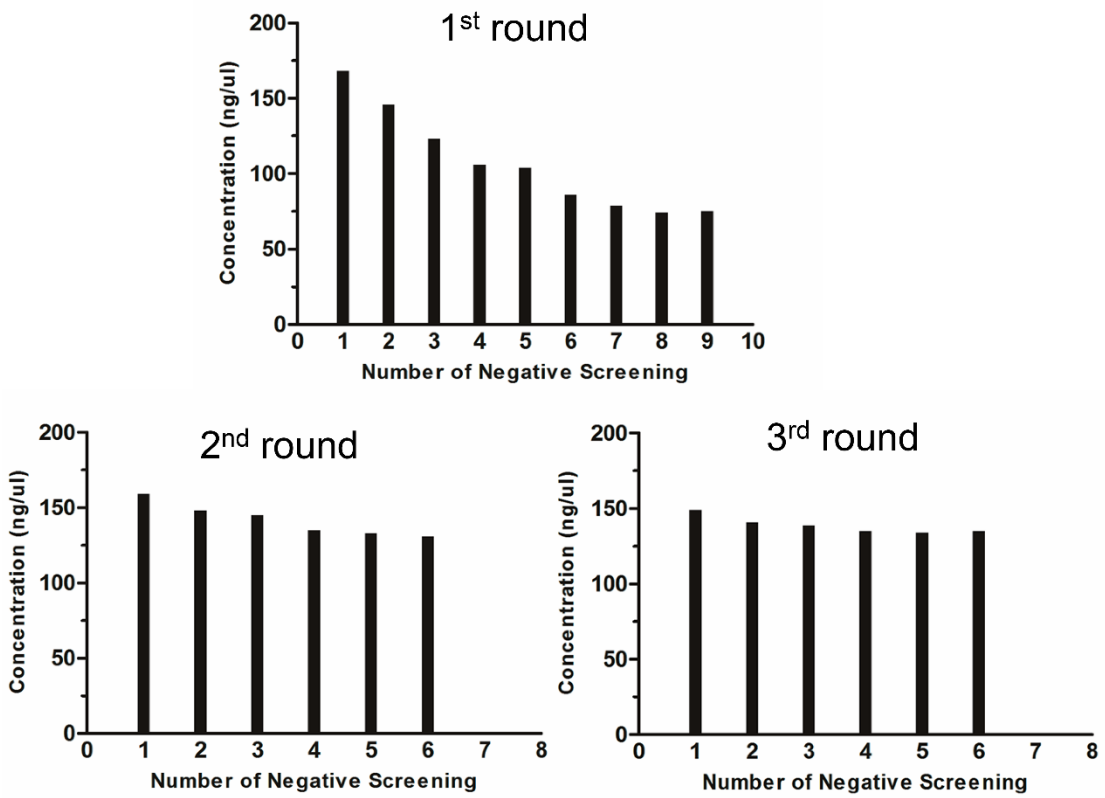 1st round
Concentration (ng/ul)
200
150
100
50
0
0 1 2 3 4 5 6 7 8 9 10
Number of Negative Screening
2nd round
Concentration (ng/ul)
200
150
100
50
0
0 1 2 3 4 5 6 7 8
Number of Negative Screening
3rd round
Concentration (ng/ul)
200
150
100
50
0
0 1 2 3 4 5 6 7 8
Number of Negative Screening